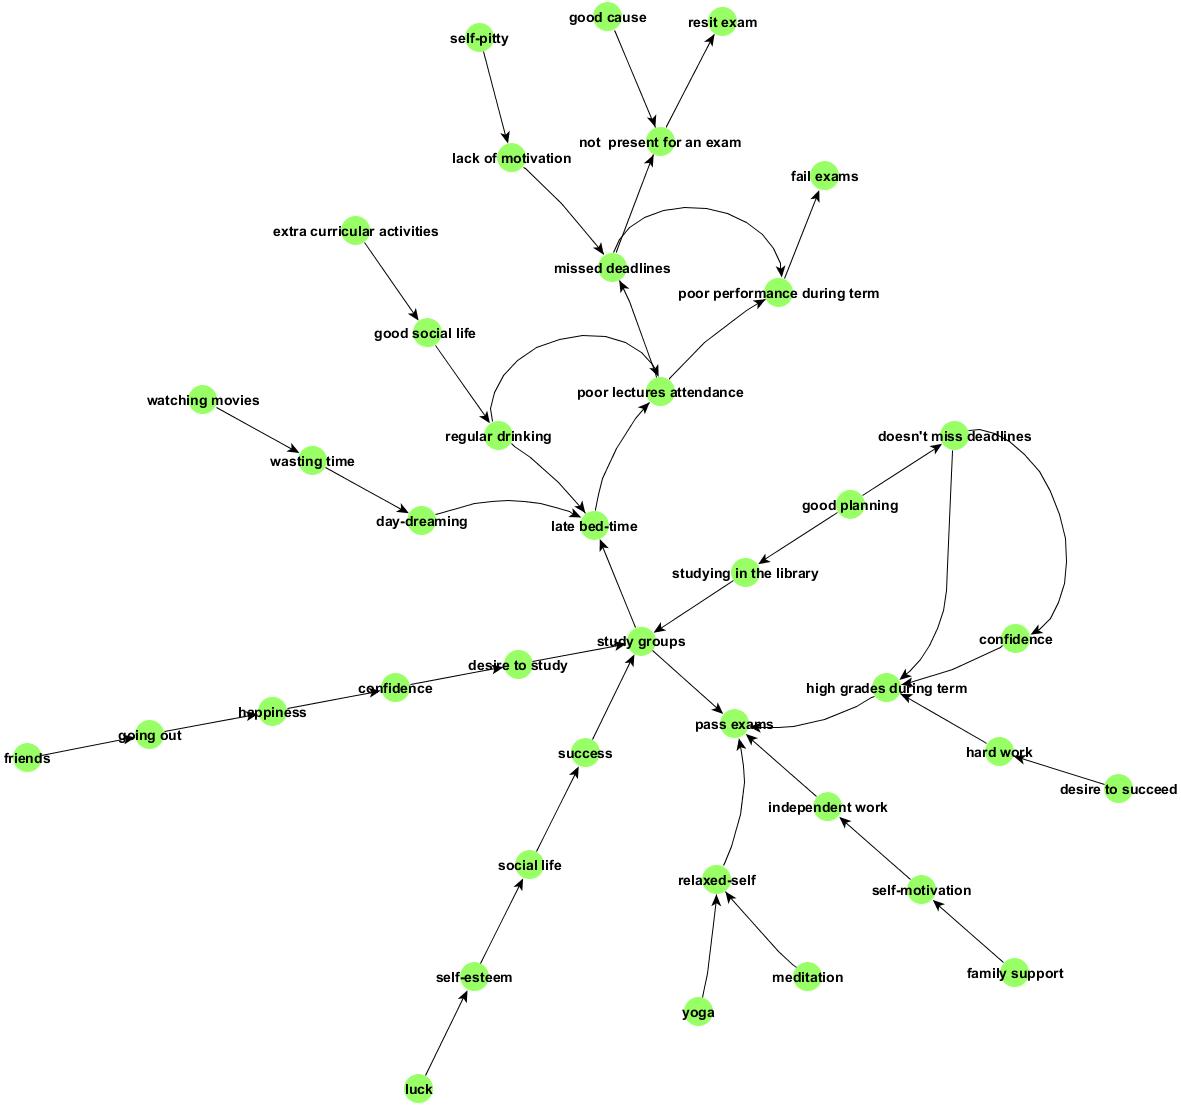 good cause
resit exam
self-pitty
not  present for an exam
lack of motivation
fail exams
extra curricular activities
missed deadlines
poor performance during term
good social life
poor lectures attendance
watching movies
regular drinking
doesn't miss deadlines
wasting time
good planning
day-dreaming
late bed-time
studying in the library
study groups
confidence
desire to study
confidence
high grades during term
happiness
pass exams
going out
friends
success
hard work
desire to succeed
independent work
social life
relaxed-self
self-motivation
self-esteem
meditation
family support
yoga
luck